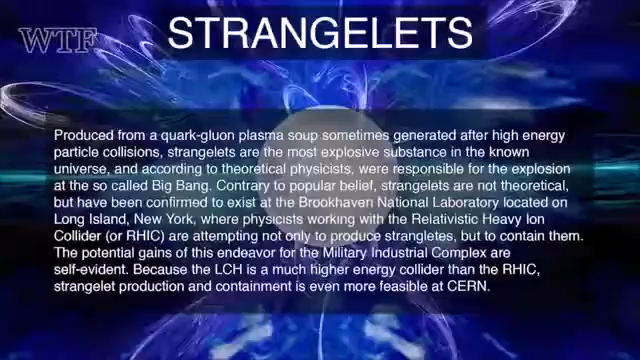 WTF
STRANGELETS
Produced from a quark-gluon plasma soup sometimes generated after high energy
particle collisions, strangelets are the most explosive substance in the known
universe, and according to theoretical physicists, were responsible for the explosion
at the so called Big Bang. Contrary to popular belief, strangelets are not theoretical,
but have been confirmed to exist at the Brookhaven National Laboratory located on
Long Island, New York, where physicists working with the Relativistic Heavy Ion
Collider (or RHIC) are attempting not only to produce strangletes, but to contain them.
The potential gains of this endeavor for the Military Industrial Complex are
self-evident. Because the LCH is a much higher energy collider than the RHIC,
strangelet production and containment is even more feasible at CERN.